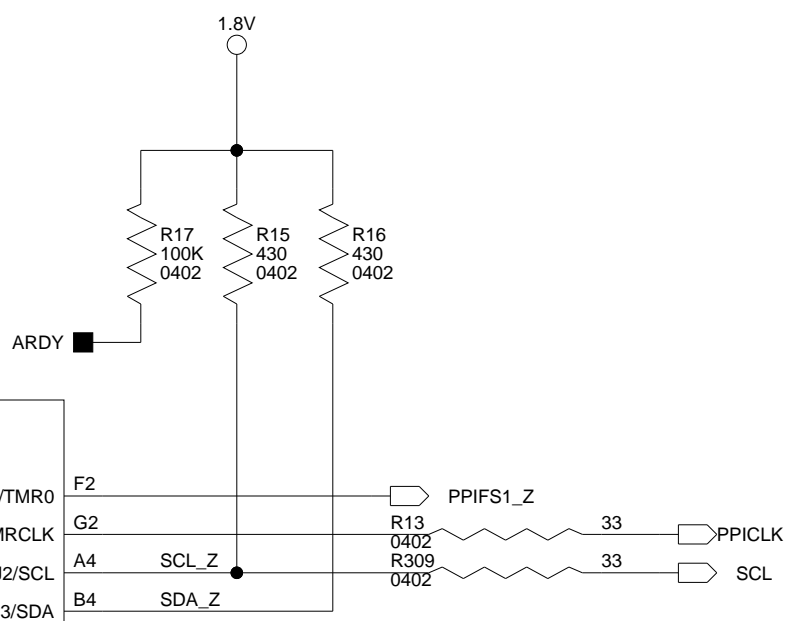 1.8V
R17
100K
0402
R15
430
0402
R16
430
0402
ARDY
/TMR0
F2
PPIFS1_Z
MRCLK
G2
R13
0402
33
PPICLK
J2/SCL
A4
SCL_Z
R309
0402
33
SCL
3/SDA
B4
SDA_Z